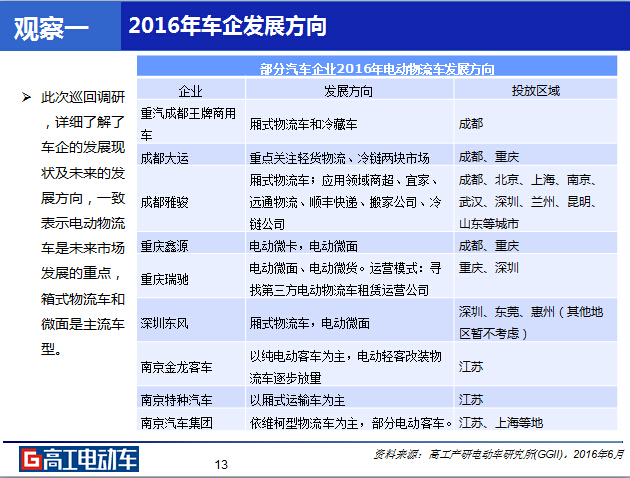 观察一
2016年车企发展方向
此次巡回调研
，详细了解了
车企的发展现
状及未来的发
展方向，一致
表示电动物流
车是未来市场
发展的重点，
箱式物流车和
微面是主流车
型。
部分汽车企业2016年电动物流车发展方向
企业 发展方向 投放区域
重汽成都王牌商用
车
厢式物流车和冷藏车
成都
成都大运 重点关注轻货物流、冷链两块市场 成都、重庆
成都雅骏
厢式物流车；应用领域商超、宜家、
远通物流、顺丰快递、搬家公司、冷
链公司
成都、北京、上海、南京、
武汉、深圳、兰州、昆明、
山东等城市
重庆鑫源 电动微卡，电动微面 成都、重庆
重庆瑞驰
电动微面、电动微货。运营模式：寻
找第三方电动物流车租赁运营公司
重庆、深圳
深圳东风 厢式物流车，电动微面
深圳、东莞、惠州（其他地
区暂不考虑）
南京金龙客车
以纯电动客车为主，电动轻客改装物
流车逐步放量
江苏
南京特种汽车 以厢式运输车为主 江苏
南京汽车集团 依维柯型物流车为主，部分电动客车。 江苏、上海等地
高工电动车
13
资料来源：高工产研电动车研究所(GGII)，2016年6月